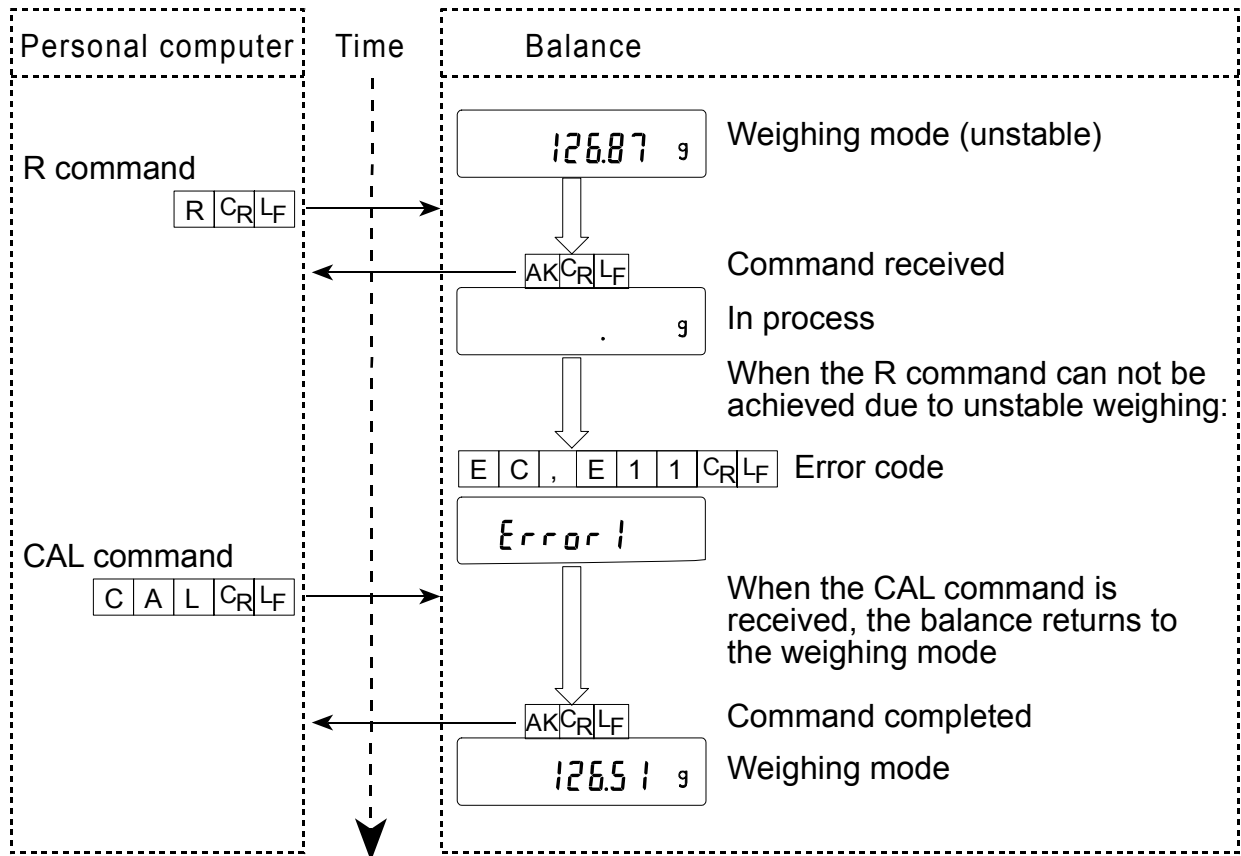 Personal computer Time Balance
126.87 g Weighing mode (unstable)
R command
R CR LF
AK CR LF Command received
. g In process
When the R command can not be
achieved due to unstable weighing:
E C , E 1 1 CR LF Error code
Error 1
CAL command
C A L CR LF
When the CAL command is
received, the balance returns to
the weighing mode
AK CR LF Command completed
126.51 g Weighing mode